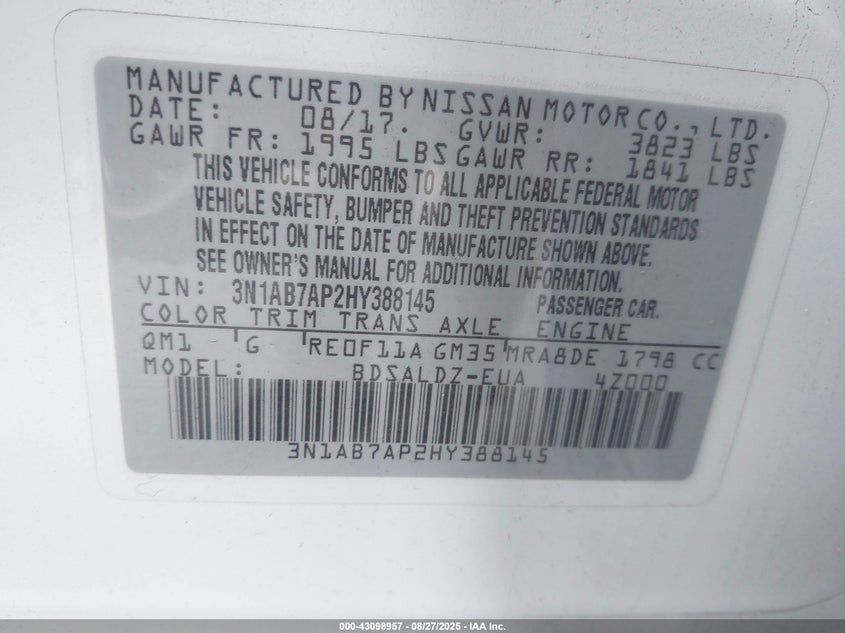 MANUFACTURED BY NISSAN MOTOR CO., LTD.
DATE: 08/17. GVWR: 3823 LBS
GAWR FR: 1995 LBS GAWR RR: 1841 LBS
THIS VEHICLE CONFORMS TO ALL APPLICABLE FEDERAL MOTOR
VEHICLE SAFETY, BUMPER AND THEFT PREVENTION STANDARDS
IN EFFECT ON THE DATE OF MANUFACTURE SHOWN ABOVE.
SEE OWNER'S MANUAL FOR ADDITIONAL INFORMATION.
VIN: 3N1AB7AP2HY388145 PASSENGER CAR.
COLOR TRIM TRANS AXLE ENGINE
QM1 G RE0F11A GM35 MRA8DE 1798 CC
MODEL: BDSALDZ-EUA 4Z000
3N1AB7AP2HY388145
000-43098957 - 08/27/2025 - IAA Inc.